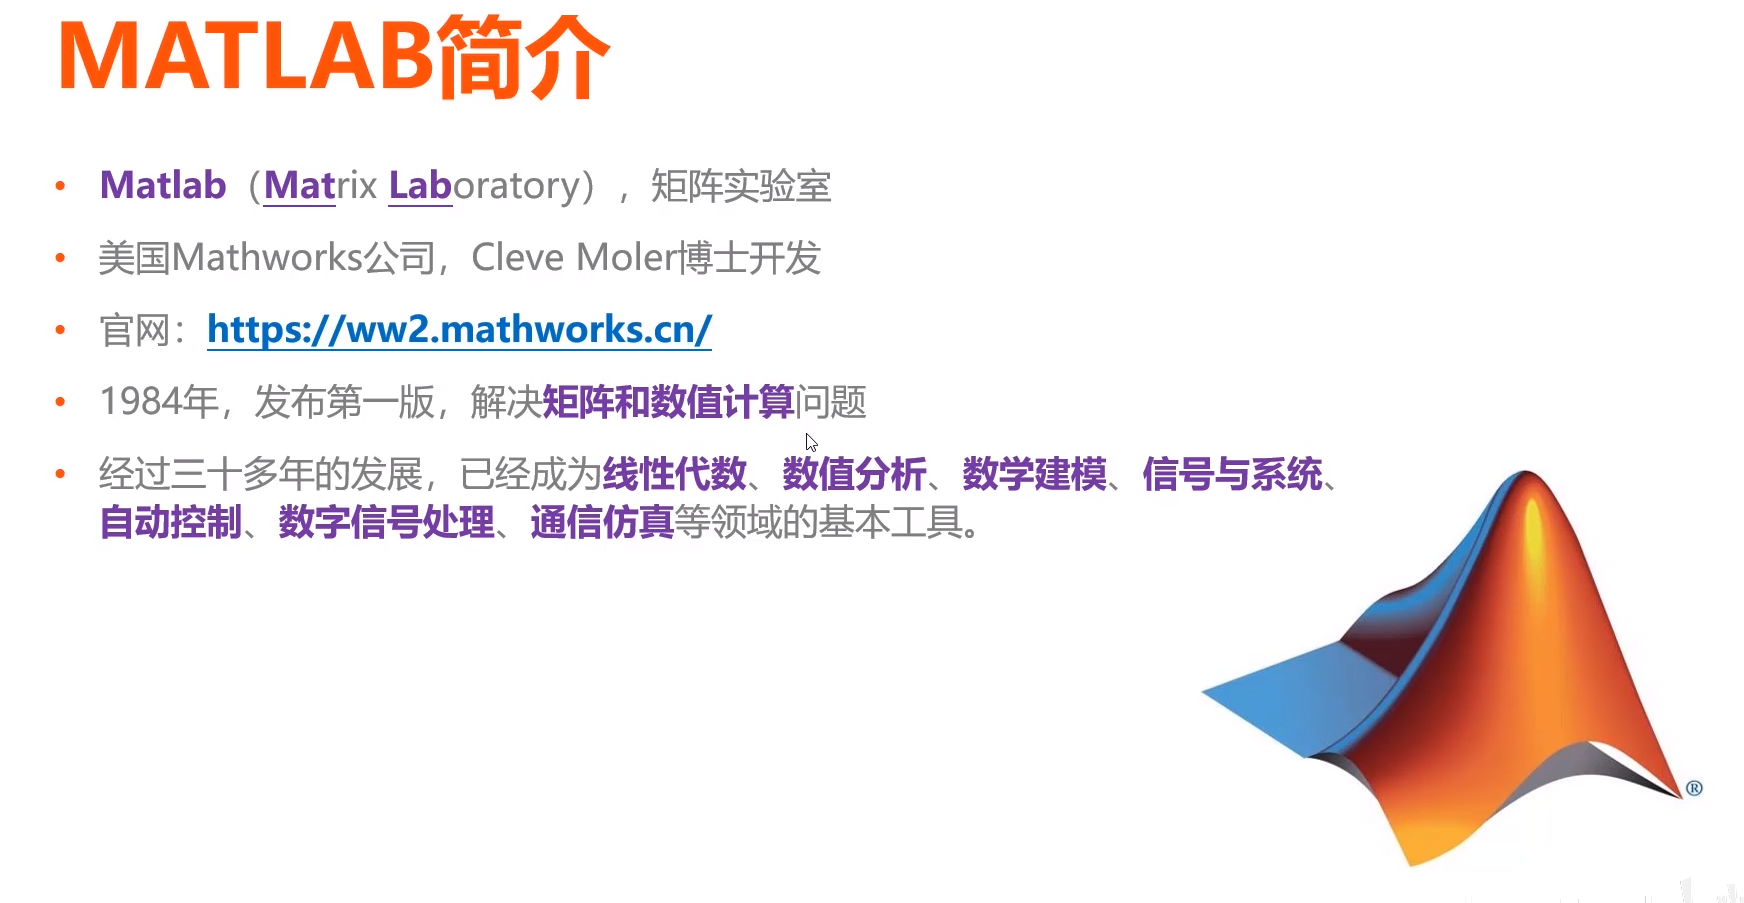 MATLAB简介
• Matlab（Matrix Laboratory），矩阵实验室
• 美国Mathworks公司，Cleve Moler博士开发
• 官网：https://ww2.mathworks.cn/
• 1984年，发布第一版，解决矩阵和数值计算问题
• 经过三十多年的发展，已经成为线性代数、数值分析、数学建模、信号与系统、
自动控制、数字信号处理、通信仿真等领域的基本工具。
®